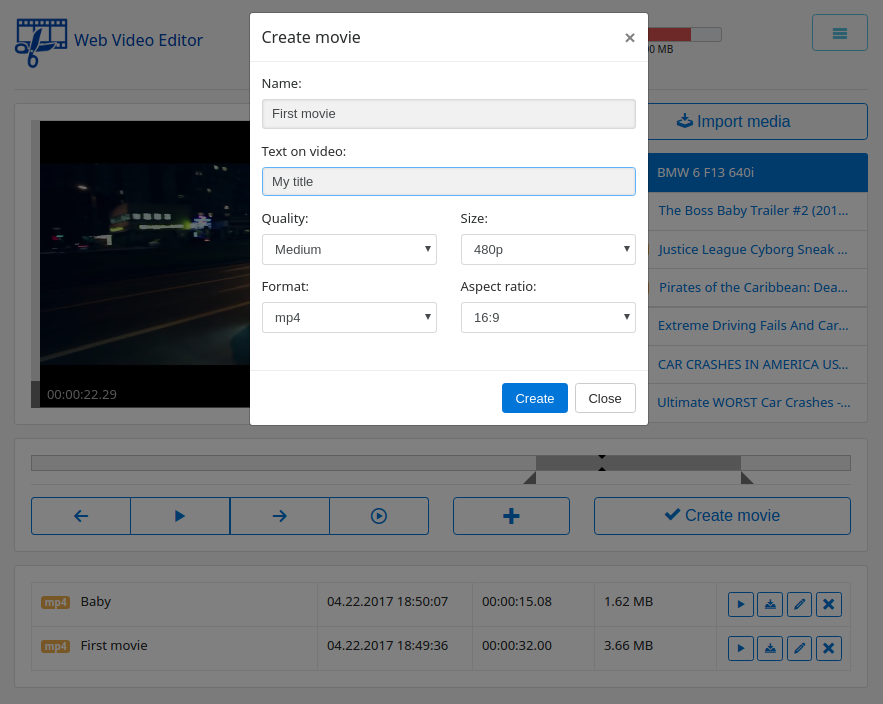 Web Video Editor
00 MB
Import media
00:00:22.29
BMW 6 F13 640i
The Boss Baby Trailer #2 (201...
Justice League Cyborg Sneak ...
Pirates of the Caribbean: Dea...
Extreme Driving Fails And Car...
CAR CRASHES IN AMERICA US...
Ultimate WORST Car Crashes -...
Create movie
×
Name:
First movie
Text on video:
My title
Quality:
Size:
Medium
480p
Format:
Aspect ratio:
mp4
16:9
Create
Close
Create movie
mp4 Baby 04.22.2017 18:50:07 00:00:15.08 1.62 MB
mp4 First movie 04.22.2017 18:49:36 00:00:32.00 3.66 MB